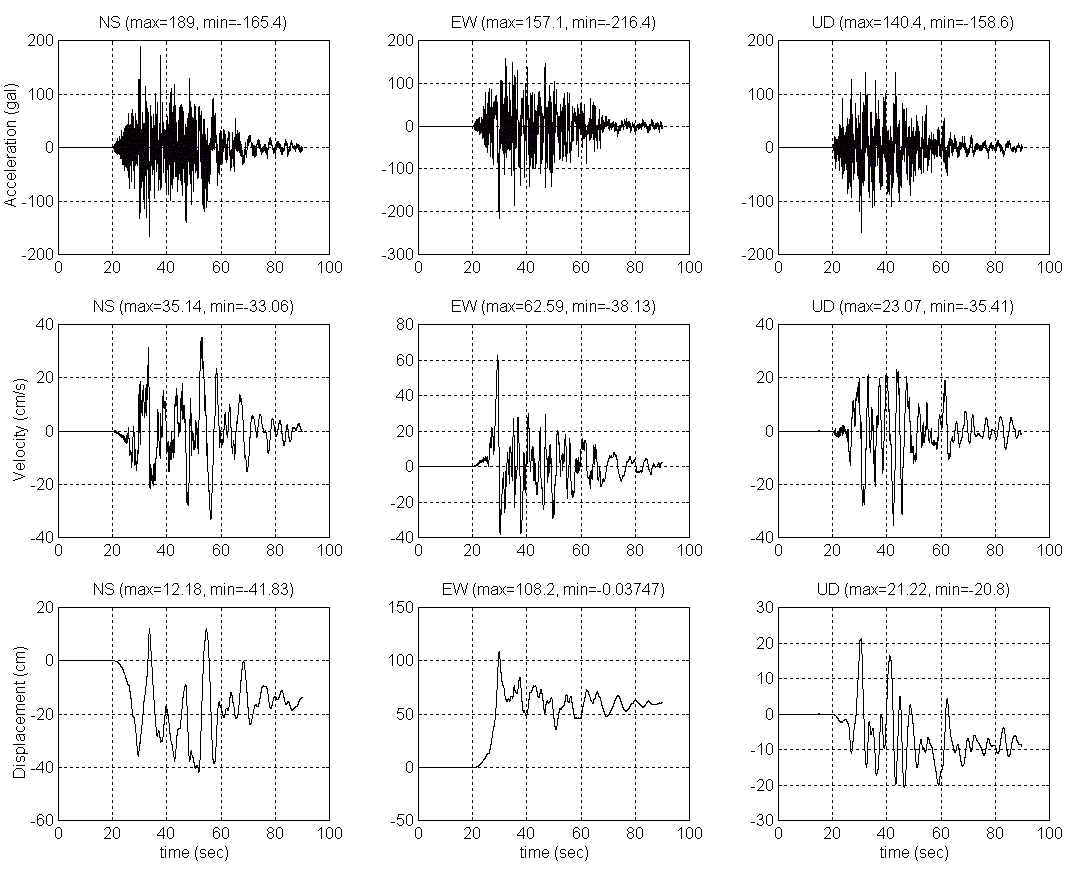 NS (max=189, min=-165.4)
EW (max=157.1, min=-216.4)
UD (max=140.4, min=-158.6)
Acceleration (gal)
200
100
0
-100
-200
0 20 40 60 80 100
200
100
0
-100
-200
-300
0 20 40 60 80 100
200
100
0
-100
-200
0 20 40 60 80 100
NS (max=35.14, min=-33.06)
EW (max=62.59, min=-38.13)
UD (max=23.07, min=-35.41)
Velocity (cm/s)
40
20
0
-20
-40
0 20 40 60 80 100
80
60
40
20
0
-20
-40
0 20 40 60 80 100
40
20
0
-20
-40
0 20 40 60 80 100
NS (max=12.18, min=-41.83)
EW (max=108.2, min=-0.03747)
UD (max=21.22, min=-20.8)
Displacement (cm)
20
0
-20
-40
-60
0 20 40 60 80 100
time (sec)
150
100
50
0
-50
0 20 40 60 80 100
time (sec)
30
20
10
0
-10
-20
-30
0 20 40 60 80 100
time (sec)